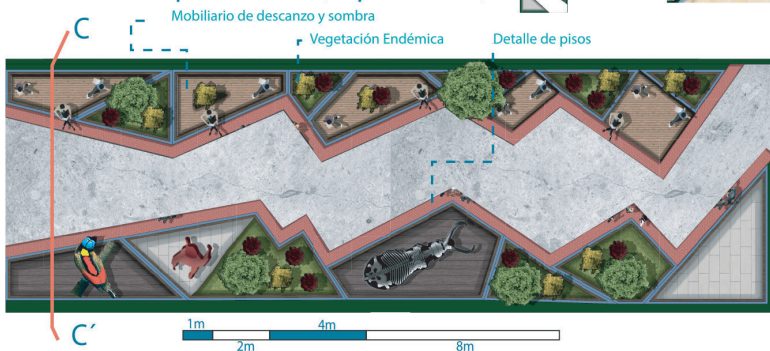 Mobiliario de descanzo y sombra
C
Vegetación Endémica
Detalle de pisos
C´
1m
4m
2m
8m